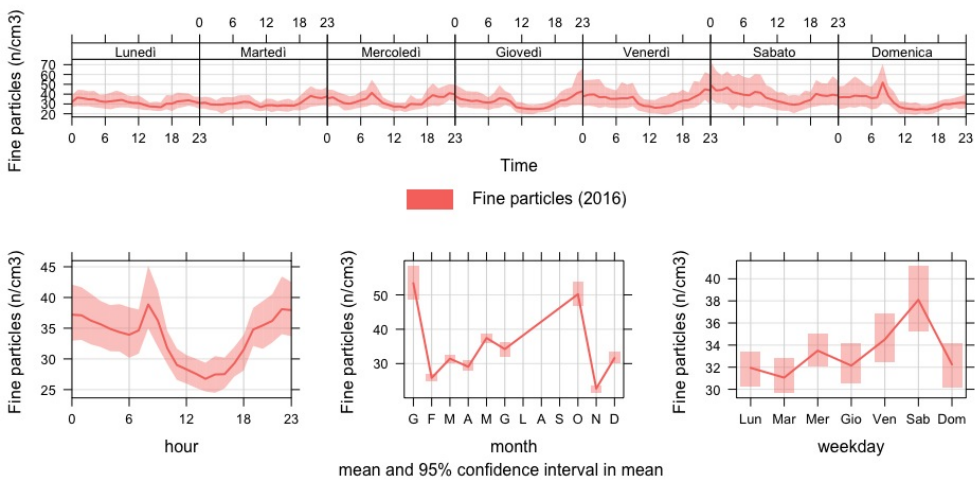 0 6 12 18 23 0 6 12 18 23 0 6 12 18 23
Lunedì Martedì Mercoledì Giovedì Venerdì Sabato Domenica
Fine particles (n/cm3)
70
60
50
40
30
20
0 6 12 18 23 0 6 12 18 23 0 6 12 18 23 0 6 12 18 23
Time
Fine particles (2016)
Fine particles (n/cm3)
45
40
35
30
25
0 6 12 18 23
hour
Fine particles (n/cm3)
50
40
30
G F M A M G L A S O N D
month
Fine particles (n/cm3)
40
38
36
34
32
30
Lun Mar Mer Gio Ven Sab Dom
weekday
mean and 95% confidence interval in mean